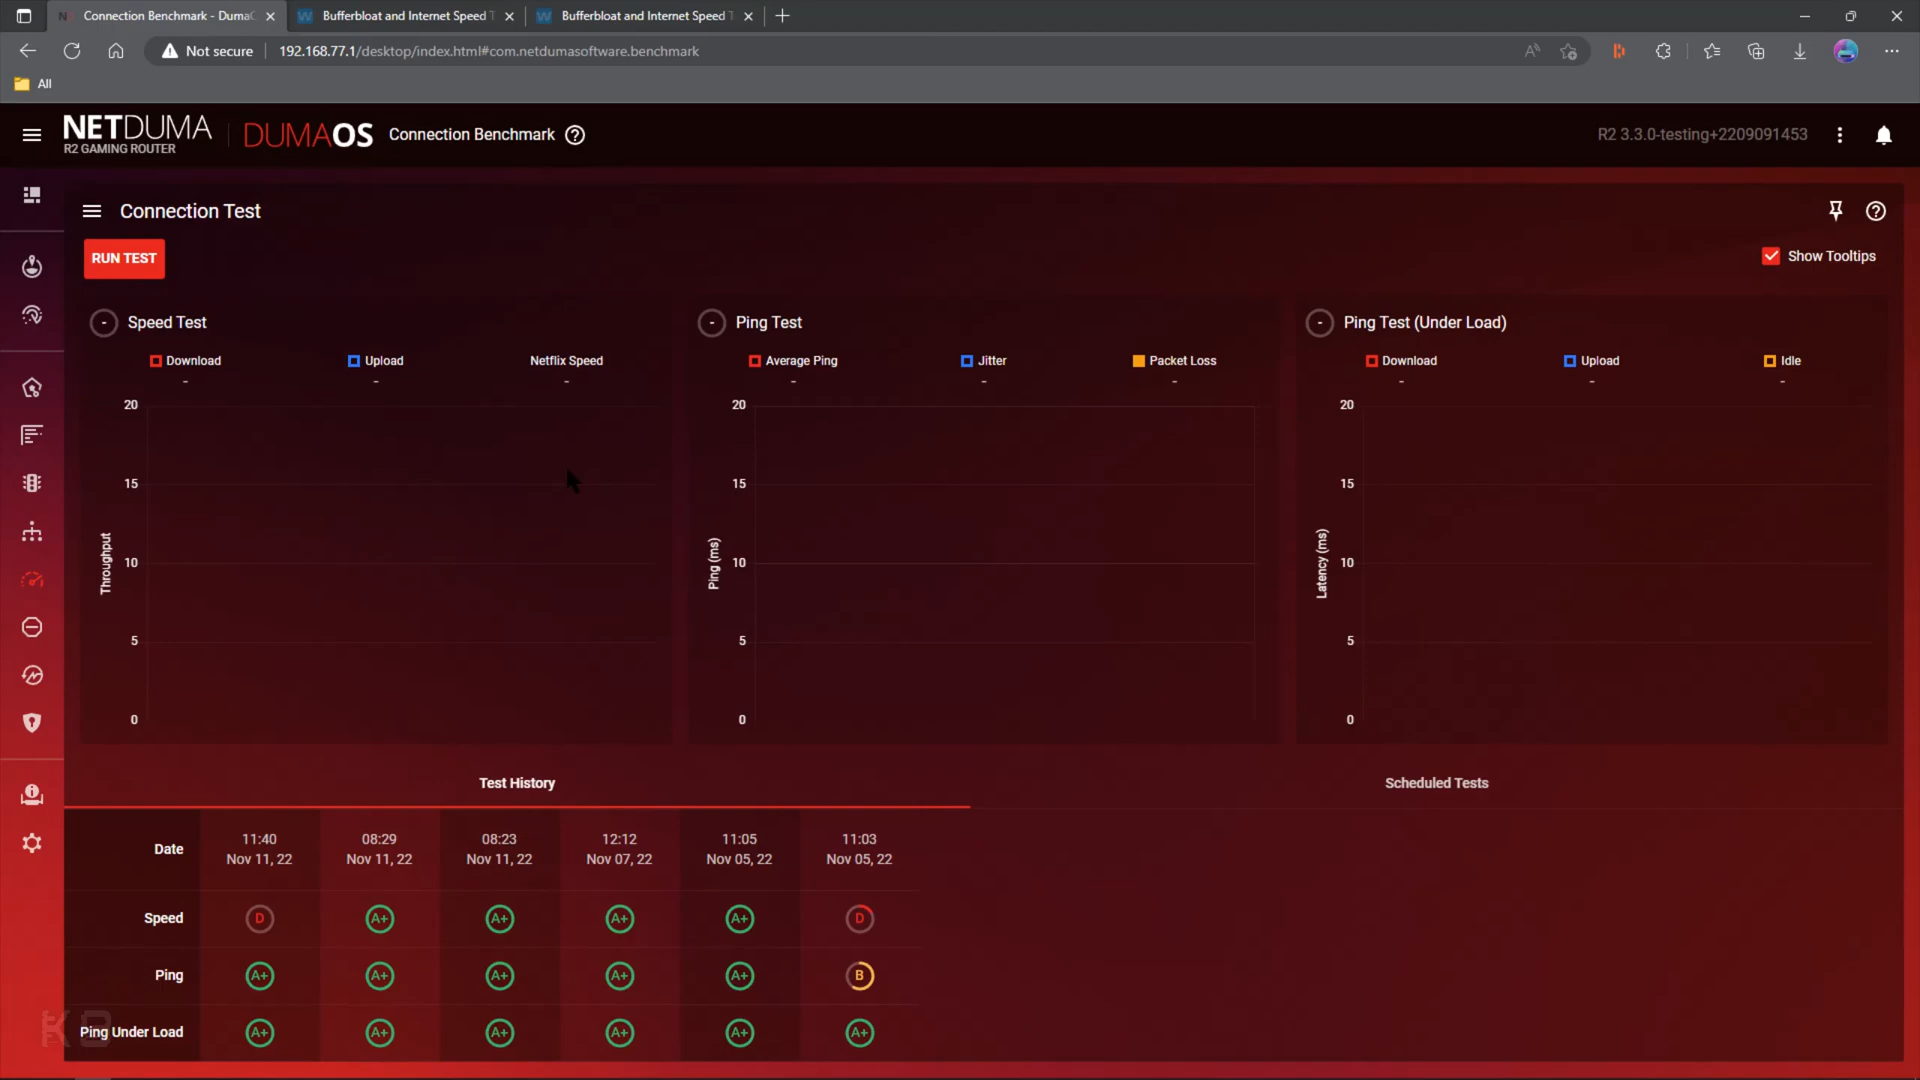 Connection Benchmark - Duma
Bufferbloat and Internet Speed T
Bufferbloat and Internet Speed T
Not secure
192.168.77.1/desktop/index.html#com.netdumasoftware.benchmark
All
NETDUMA
R2 GAMING ROUTER
DUMAOS
Connection Benchmark
R2 3.3.0-testing+2209091453
Connection Test
RUN TEST
Show Tooltips
- Speed Test
Download
-
Upload
-
Netflix Speed
-
Throughput
20
15
10
5
0
- Ping Test
Average Ping
-
Jitter
-
Packet Loss
-
Ping (ms)
20
15
10
5
0
- Ping Test (Under Load)
Download
-
Upload
-
Idle
-
Latency (ms)
20
15
10
5
0
Test History
Scheduled Tests
Date
11:40
Nov 11, 22
08:29
Nov 11, 22
08:23
Nov 11, 22
12:12
Nov 07, 22
11:05
Nov 05, 22
11:03
Nov 05, 22
Speed D A+ A+ A+ A+ D
Ping A+ A+ A+ A+ A+ B
Ping Under Load A+ A+ A+ A+ A+ A+